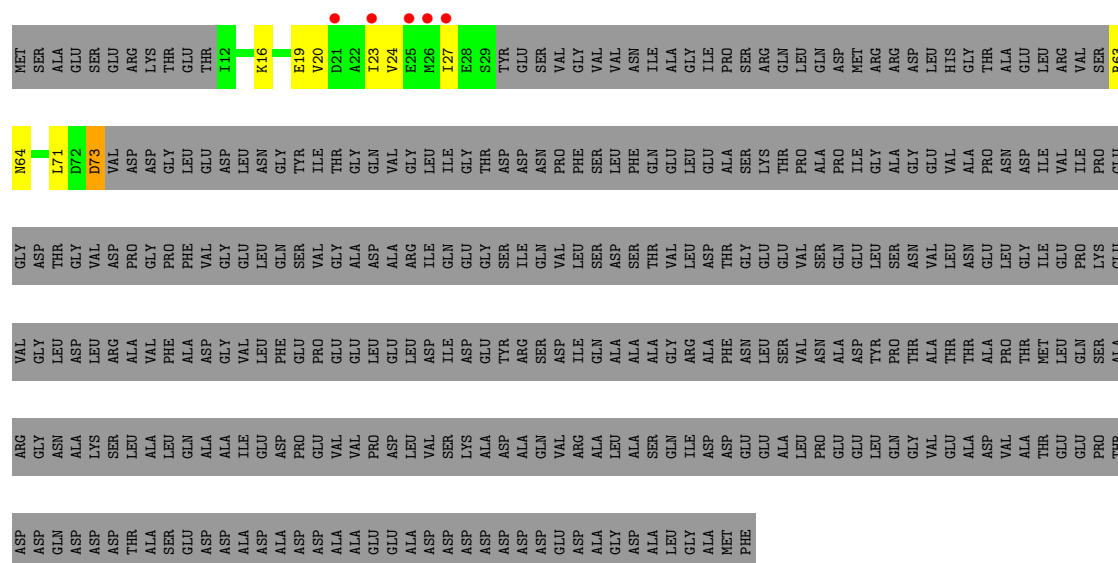 MET SER ALA GLU SER GLU ARG LYS THR GLU THR I12 K16 E19 V20 D21 A22 I23 V24 E25 M26 I27 E28 S29 TYR GLU SER VAL GLY VAL VAL ASN ILE ALA GLY ILE PRO SER ARG GLN LEU GLN ASP MET ARG ARG ASP LEU HIS GLY THR ALA GLU LEU ARG VAL SER R63
N64 L71 D72 D73 VAL ASP ASP GLY LEU GLU ASP LEU ASN GLY TYR ILE THR GLY GLN VAL GLY LEU ILE GLY THR ASP ASP ASN PRO PHE SER LEU PHE GLN GLU LEU GLU ALA SER LYS THR PRO ALA PRO ILE GLY ALA GLY GLU VAL ALA PRO ASN ASP ILE VAL ILE PRO GLU
GLY ASP THR GLY VAL ASP PRO GLY PRO PHE VAL GLY GLU LEU GLN SER VAL GLY ALA ASP ALA ARG ILE GLN GLU GLY SER ILE GLN VAL LEU SER ASP SER THR VAL LEU ASP THR GLY GLU GLU VAL SER GLN GLU LEU SER ASN VAL LEU ASN GLU LEU GLY ILE GLU PRO LYS GLU
VAL GLY LEU ASP LEU ARG ALA VAL PHE ALA ASP GLY VAL LEU PHE GLU PRO GLU GLU LEU GLU LEU ASP ILE ASP GLU TYR ARG SER ASP ILE GLN ALA ALA ALA GLY ARG ALA PHE ASN LEU SER VAL ASN ALA ASP TYR PRO THR ALA THR THR ALA PRO THR MET LEU GLN SER ALA
ARG GLY ASN ALA LYS SER LEU ALA LEU GLN ALA ALA ILE GLU ASP PRO GLU VAL VAL PRO ASP LEU VAL SER LYS ALA ASP ALA GLN VAL ARG ALA LEU ALA SER GLN ILE ASP ASP GLU GLU ALA LEU PRO GLU GLU LEU GLN GLY VAL GLU ALA ASP VAL ALA THR GLU GLU PRO THR
ASP ASP GLN ASP ASP ASP THR ALA SER GLU ASP ASP ALA ASP ALA ASP ASP ALA ALA GLU GLU ALA ASP ASP ASP ASP ASP ASP GLU ASP ALA GLY ASP ALA LEU GLY ALA MET PHE